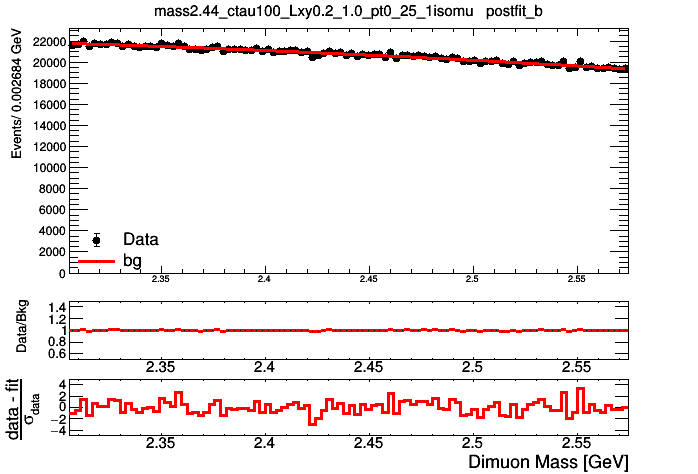 mass2.44_ctau100_Lxy0.2_1.0_pt0_25_1isomu postfit_b
Events/ 0.002684 GeV
22000
20000
18000
16000
14000
12000
10000
8000
6000
4000
2000
0
Data
bg
2.35 2.4 2.45 2.5 2.55
Data/Bkg
1.4
1.2
1
0.8
0.6
2.35 2.4 2.45 2.5 2.55
data - fit
σdata
4
2
0
−2
−4
2.35 2.4 2.45 2.5 2.55
Dimuon Mass [GeV]